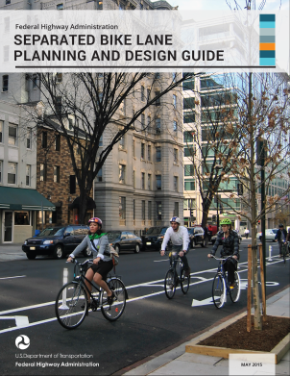 Federal Highway Administration
SEPARATED BIKE LANE
PLANNING AND DESIGN GUIDE
U.S.Department of Transportation
Federal Highway Administration
MAY 2015